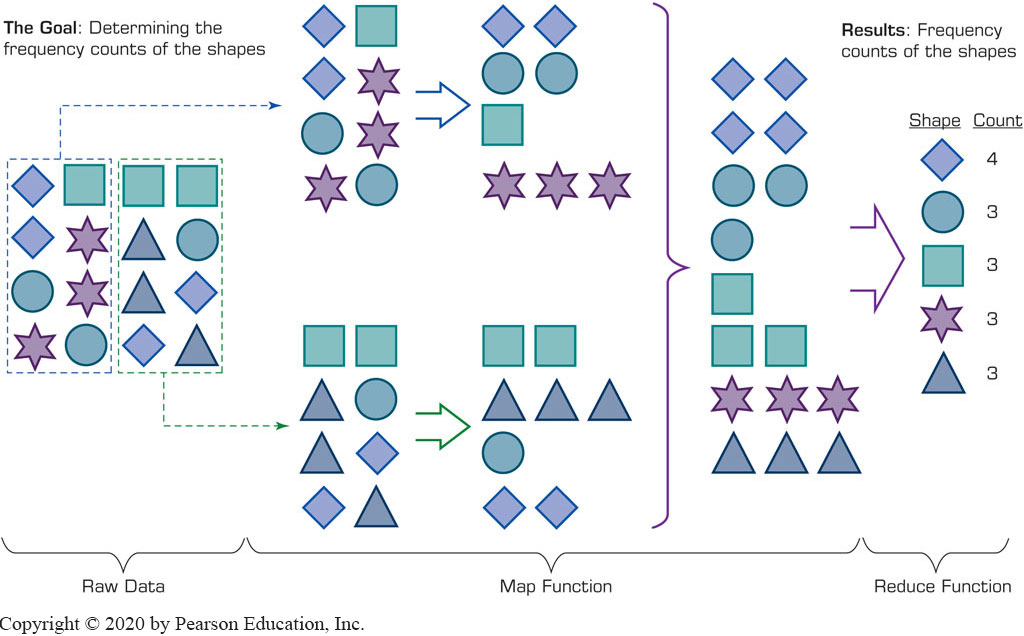 The Goal: Determining the
frequency counts of the shapes
Results: Frequency
counts of the shapes
Shape Count
4
3
3
3
3
Raw Data
Map Function
Reduce Function
Copyright © 2020 by Pearson Education, Inc.